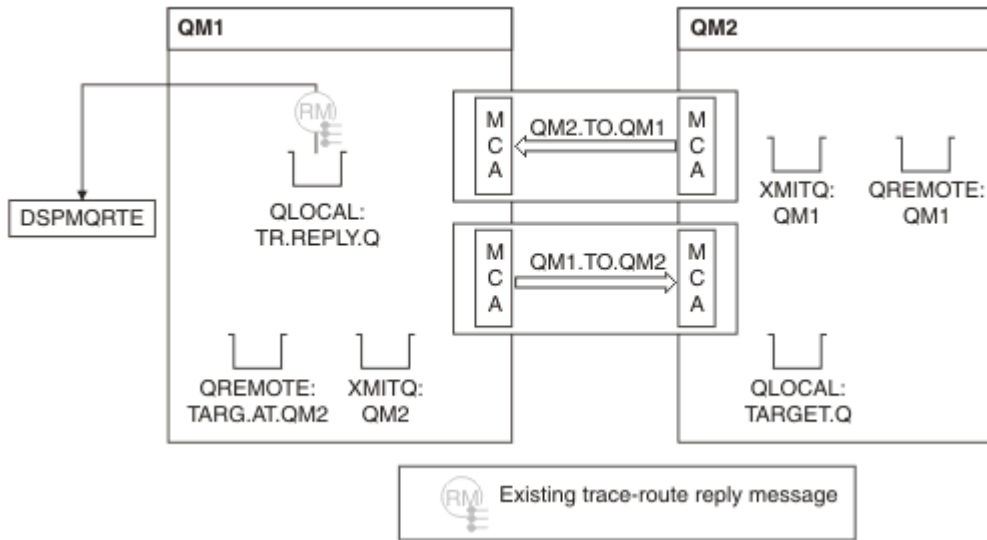 QM1
QM2
RM
M
C
A
QM2.TO.QM1
M
C
A
XMITQ:
QM1
QREMOTE:
QM1
DSPMQRTE
QLOCAL:
TR.REPLY.Q
M
C
A
QM1.TO.QM2
M
C
A
QREMOTE:
TARG.AT.QM2
XMITQ:
QM2
QLOCAL:
TARGET.Q
RM
Existing trace-route reply message